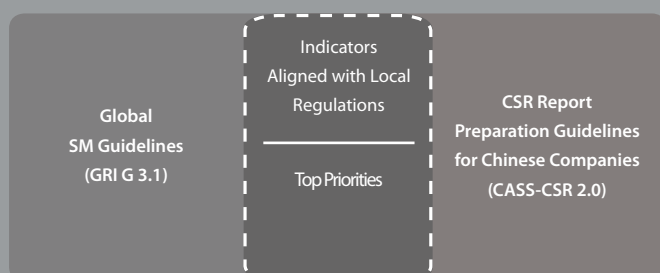 Global
SM Guidelines
(GRI G 3.1)
Indicators
Aligned with Local
Regulations
Top Priorities
CSR Report
Preparation Guidelines
for Chinese Companies
(CASS-CSR 2.0)